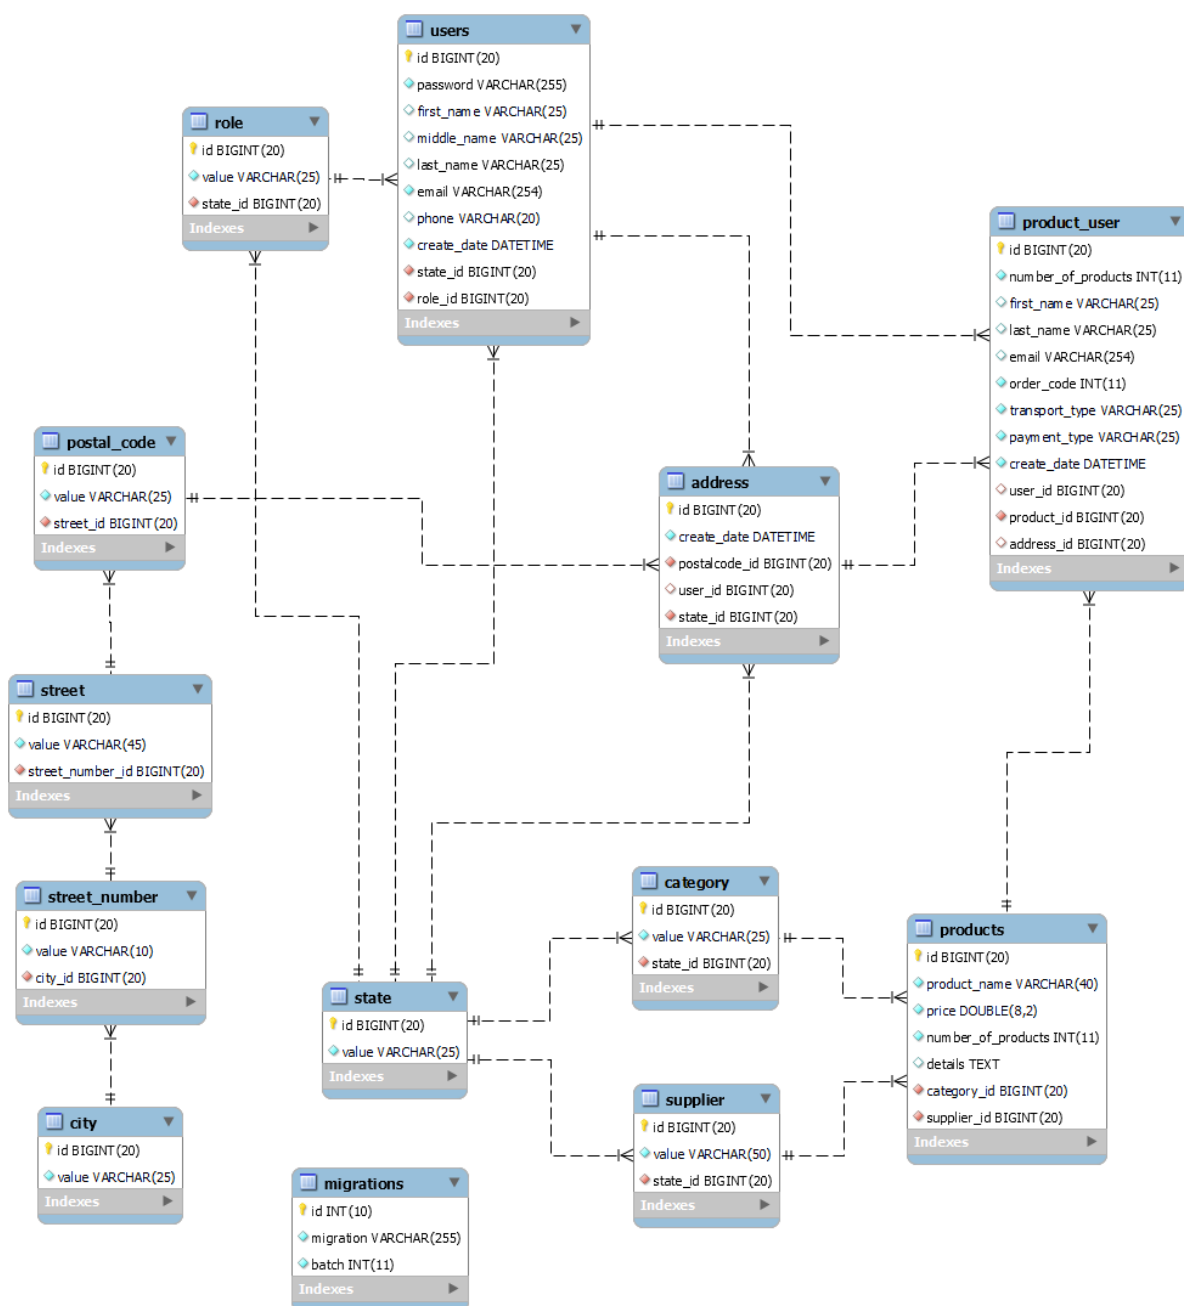 users
id BIGINT(20)
password VARCHAR(255)
first_name VARCHAR(25)
middle_name VARCHAR(25)
last_name VARCHAR(25)
email VARCHAR(254)
phone VARCHAR(20)
create_date DATETIME
state_id BIGINT(20)
role_id BIGINT(20)
Indexes
role
id BIGINT(20)
value VARCHAR(25)
state_id BIGINT(20)
Indexes
product_user
id BIGINT(20)
number_of_products INT(11)
first_name VARCHAR(25)
last_name VARCHAR(25)
email VARCHAR(254)
order_code INT(11)
transport_type VARCHAR(25)
payment_type VARCHAR(25)
create_date DATETIME
user_id BIGINT(20)
product_id BIGINT(20)
address_id BIGINT(20)
Indexes
postal_code
id BIGINT(20)
value VARCHAR(25)
street_id BIGINT(20)
Indexes
address
id BIGINT(20)
create_date DATETIME
postalcode_id BIGINT(20)
user_id BIGINT(20)
state_id BIGINT(20)
Indexes
street
id BIGINT(20)
value VARCHAR(45)
street_number_id BIGINT(20)
Indexes
street_number
id BIGINT(20)
value VARCHAR(10)
city_id BIGINT(20)
Indexes
category
id BIGINT(20)
value VARCHAR(25)
state_id BIGINT(20)
Indexes
products
id BIGINT(20)
product_name VARCHAR(40)
price DOUBLE(8,2)
number_of_products INT(11)
details TEXT
category_id BIGINT(20)
supplier_id BIGINT(20)
Indexes
state
id BIGINT(20)
value VARCHAR(25)
Indexes
supplier
id BIGINT(20)
value VARCHAR(50)
state_id BIGINT(20)
Indexes
city
id BIGINT(20)
value VARCHAR(25)
Indexes
migrations
id INT(10)
migration VARCHAR(255)
batch INT(11)
Indexes